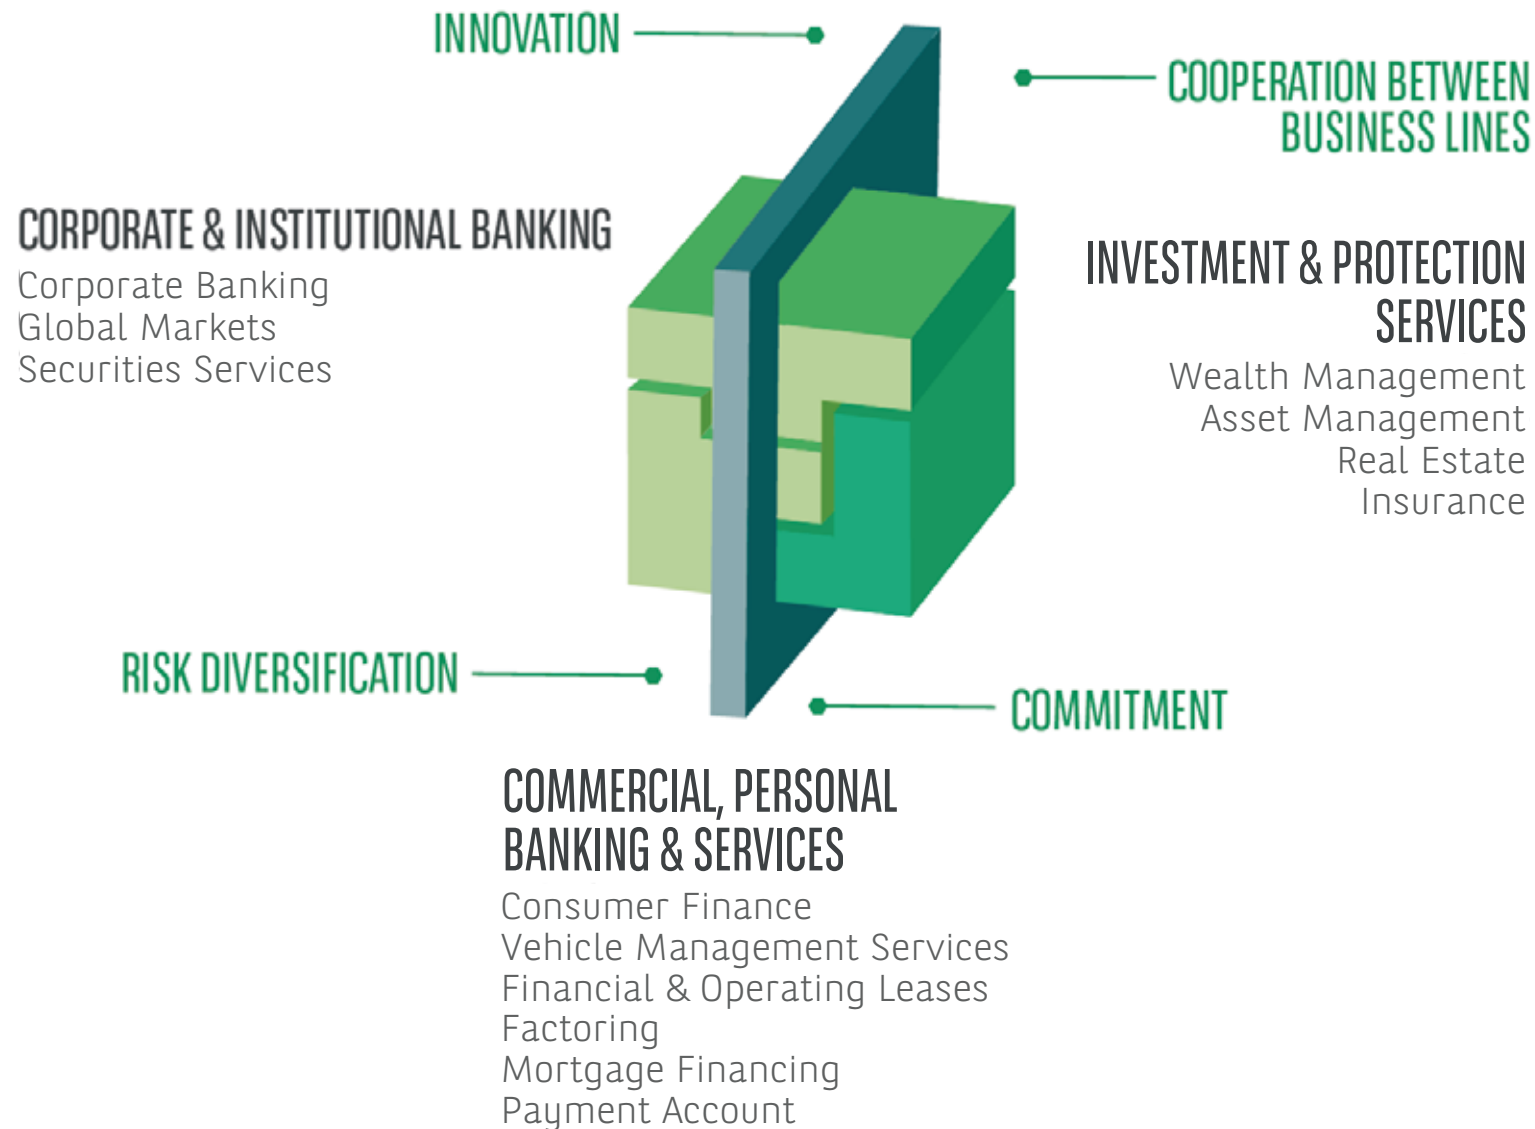 INNOVATION
COOPERATION BETWEEN
BUSINESS LINES
CORPORATE & INSTITUTIONAL BANKING
Corporate Banking
Global Markets
Securities Services
INVESTMENT & PROTECTION
SERVICES
Wealth Management
Asset Management
Real Estate
Insurance
RISK DIVERSIFICATION
COMMITMENT
COMMERCIAL, PERSONAL
BANKING & SERVICES
Consumer Finance
Vehicle Management Services
Financial & Operating Leases
Factoring
Mortgage Financing
Payment Account